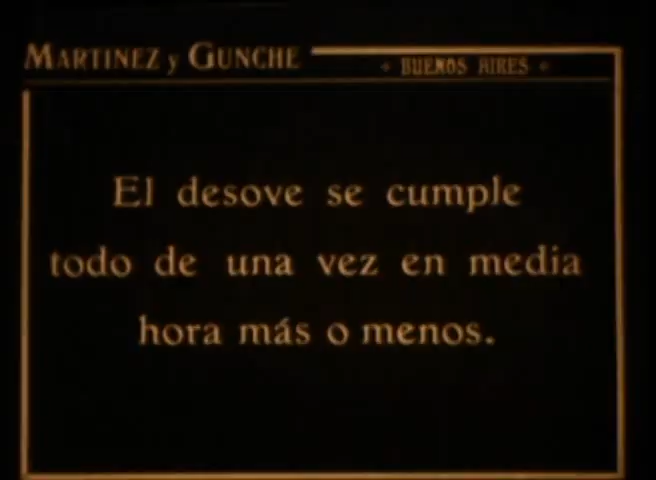 MARTINEZ y GUNCHE
BUENOS AIRES
El desove se cumple
todo de una vez en media
hora más o menos.